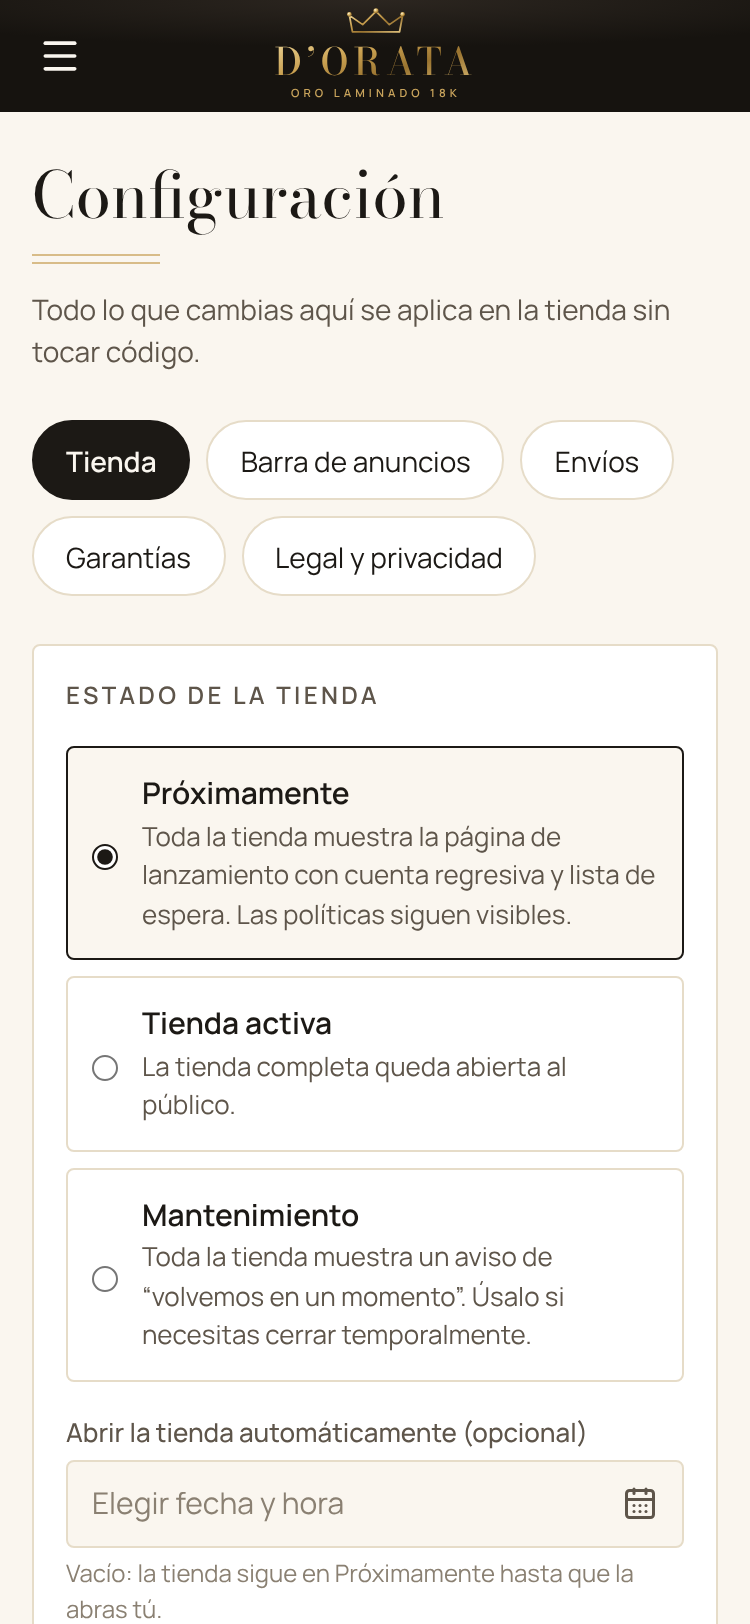 D’ORATA
ORO LAMINADO 18K
Configuración
Todo lo que cambias aquí se aplica en la tienda sin
tocar código.
Tienda
Barra de anuncios
Envíos
Garantías
Legal y privacidad
ESTADO DE LA TIENDA
Próximamente
Toda la tienda muestra la página de
lanzamiento con cuenta regresiva y lista de
espera. Las políticas siguen visibles.
Tienda activa
La tienda completa queda abierta al
público.
Mantenimiento
Toda la tienda muestra un aviso de
“volvemos en un momento”. Úsalo si
necesitas cerrar temporalmente.
Abrir la tienda automáticamente (opcional)
Elegir fecha y hora
Vacío: la tienda sigue en Próximamente hasta que la
abras tú.